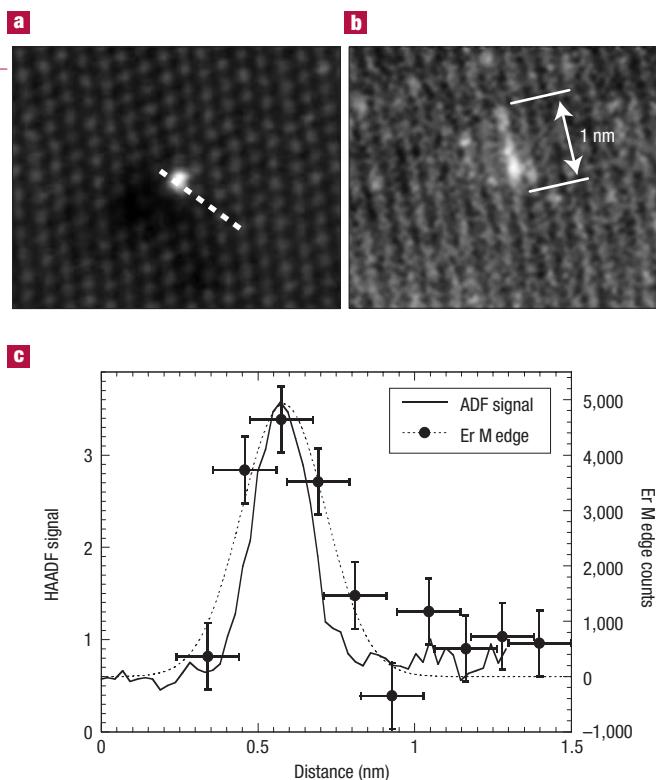 a
b
1 nm
c
ADF signal
Er M edge
3
2
1
0
HAADF signal
5,000
4,000
3,000
2,000
1,000
0
–1,000
Er M edge counts
0
0.5
1
1.5
Distance (nm)